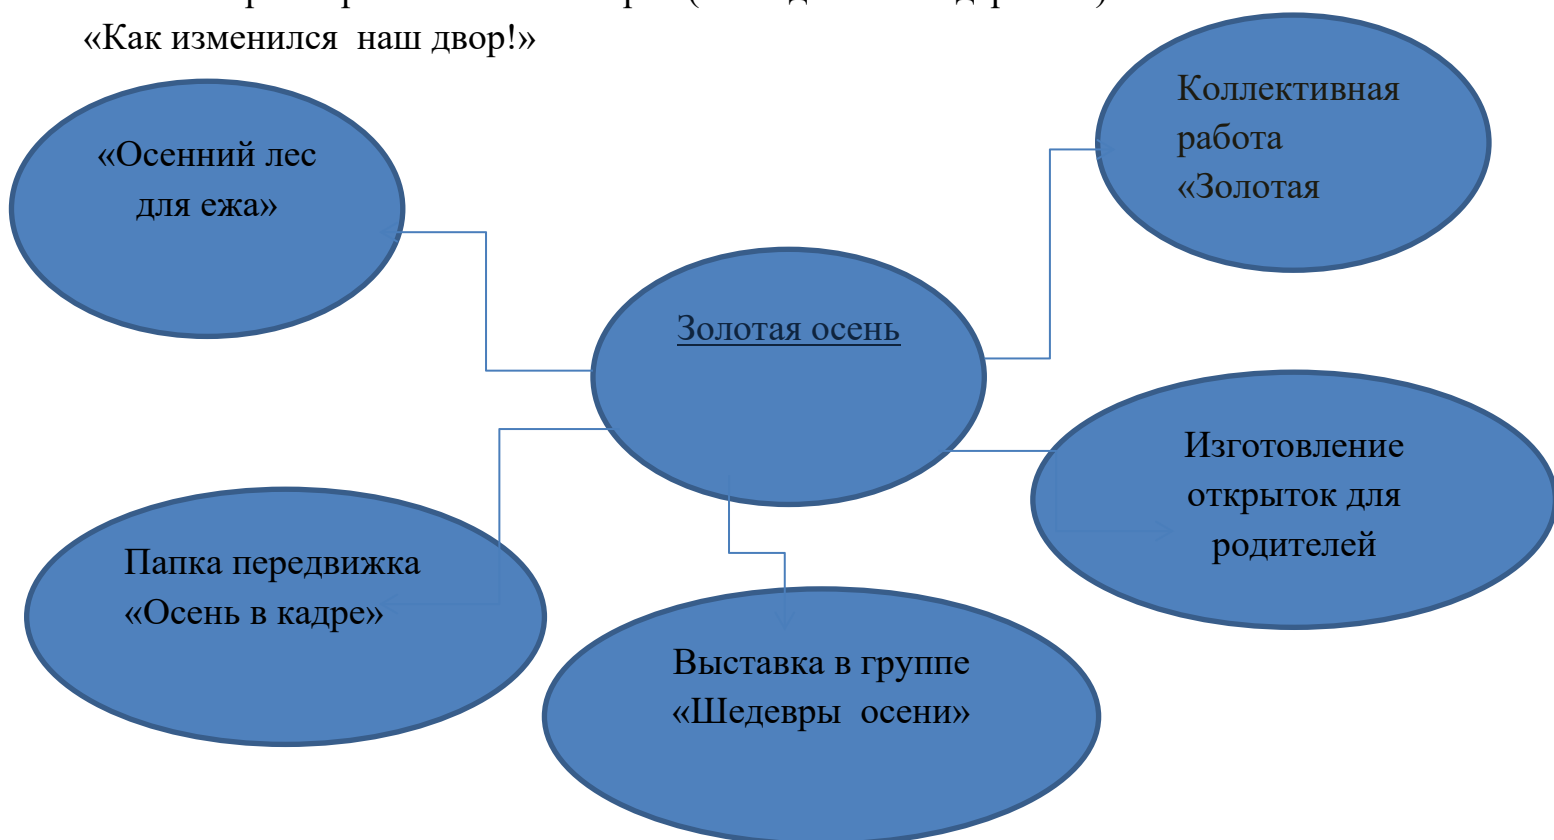 «Как изменился  наш двор!»
«Осенний лес
для ежа»
Коллективная
работа
«Золотая
Золотая осень
Изготовление
открыток для
родителей
Папка передвижка
«Осень в кадре»
Выставка в группе
«Шедевры  осени»